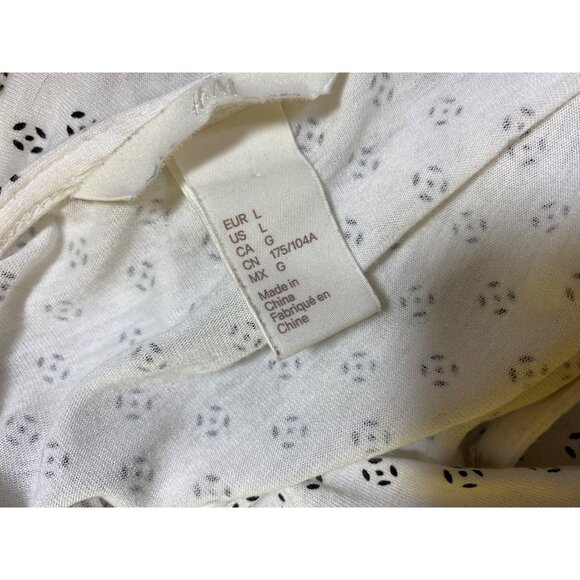 H&M
EUR L
US L
CA G
CN 175/104A
MX G
Made in
China
Fabriqué en
Chine